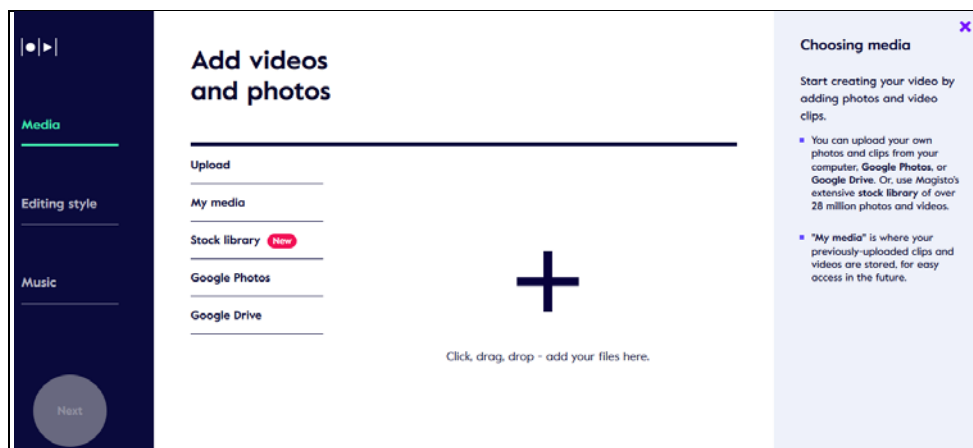 Media
Editing style
Music
Next
Add videos
and photos
Upload
My media
Stock library New
Google Photos
Google Drive
Click, drag, drop - add your files here.
Choosing media
Start creating your video by
adding photos and video
clips.
You can upload your own
photos and clips from your
computer, Google Photos, or
Google Drive. Or, use Magisto's
extensive stock library of over
28 million photos and videos.
"My media" is where your
previously-uploaded clips and
videos are stored, for easy
access in the future.